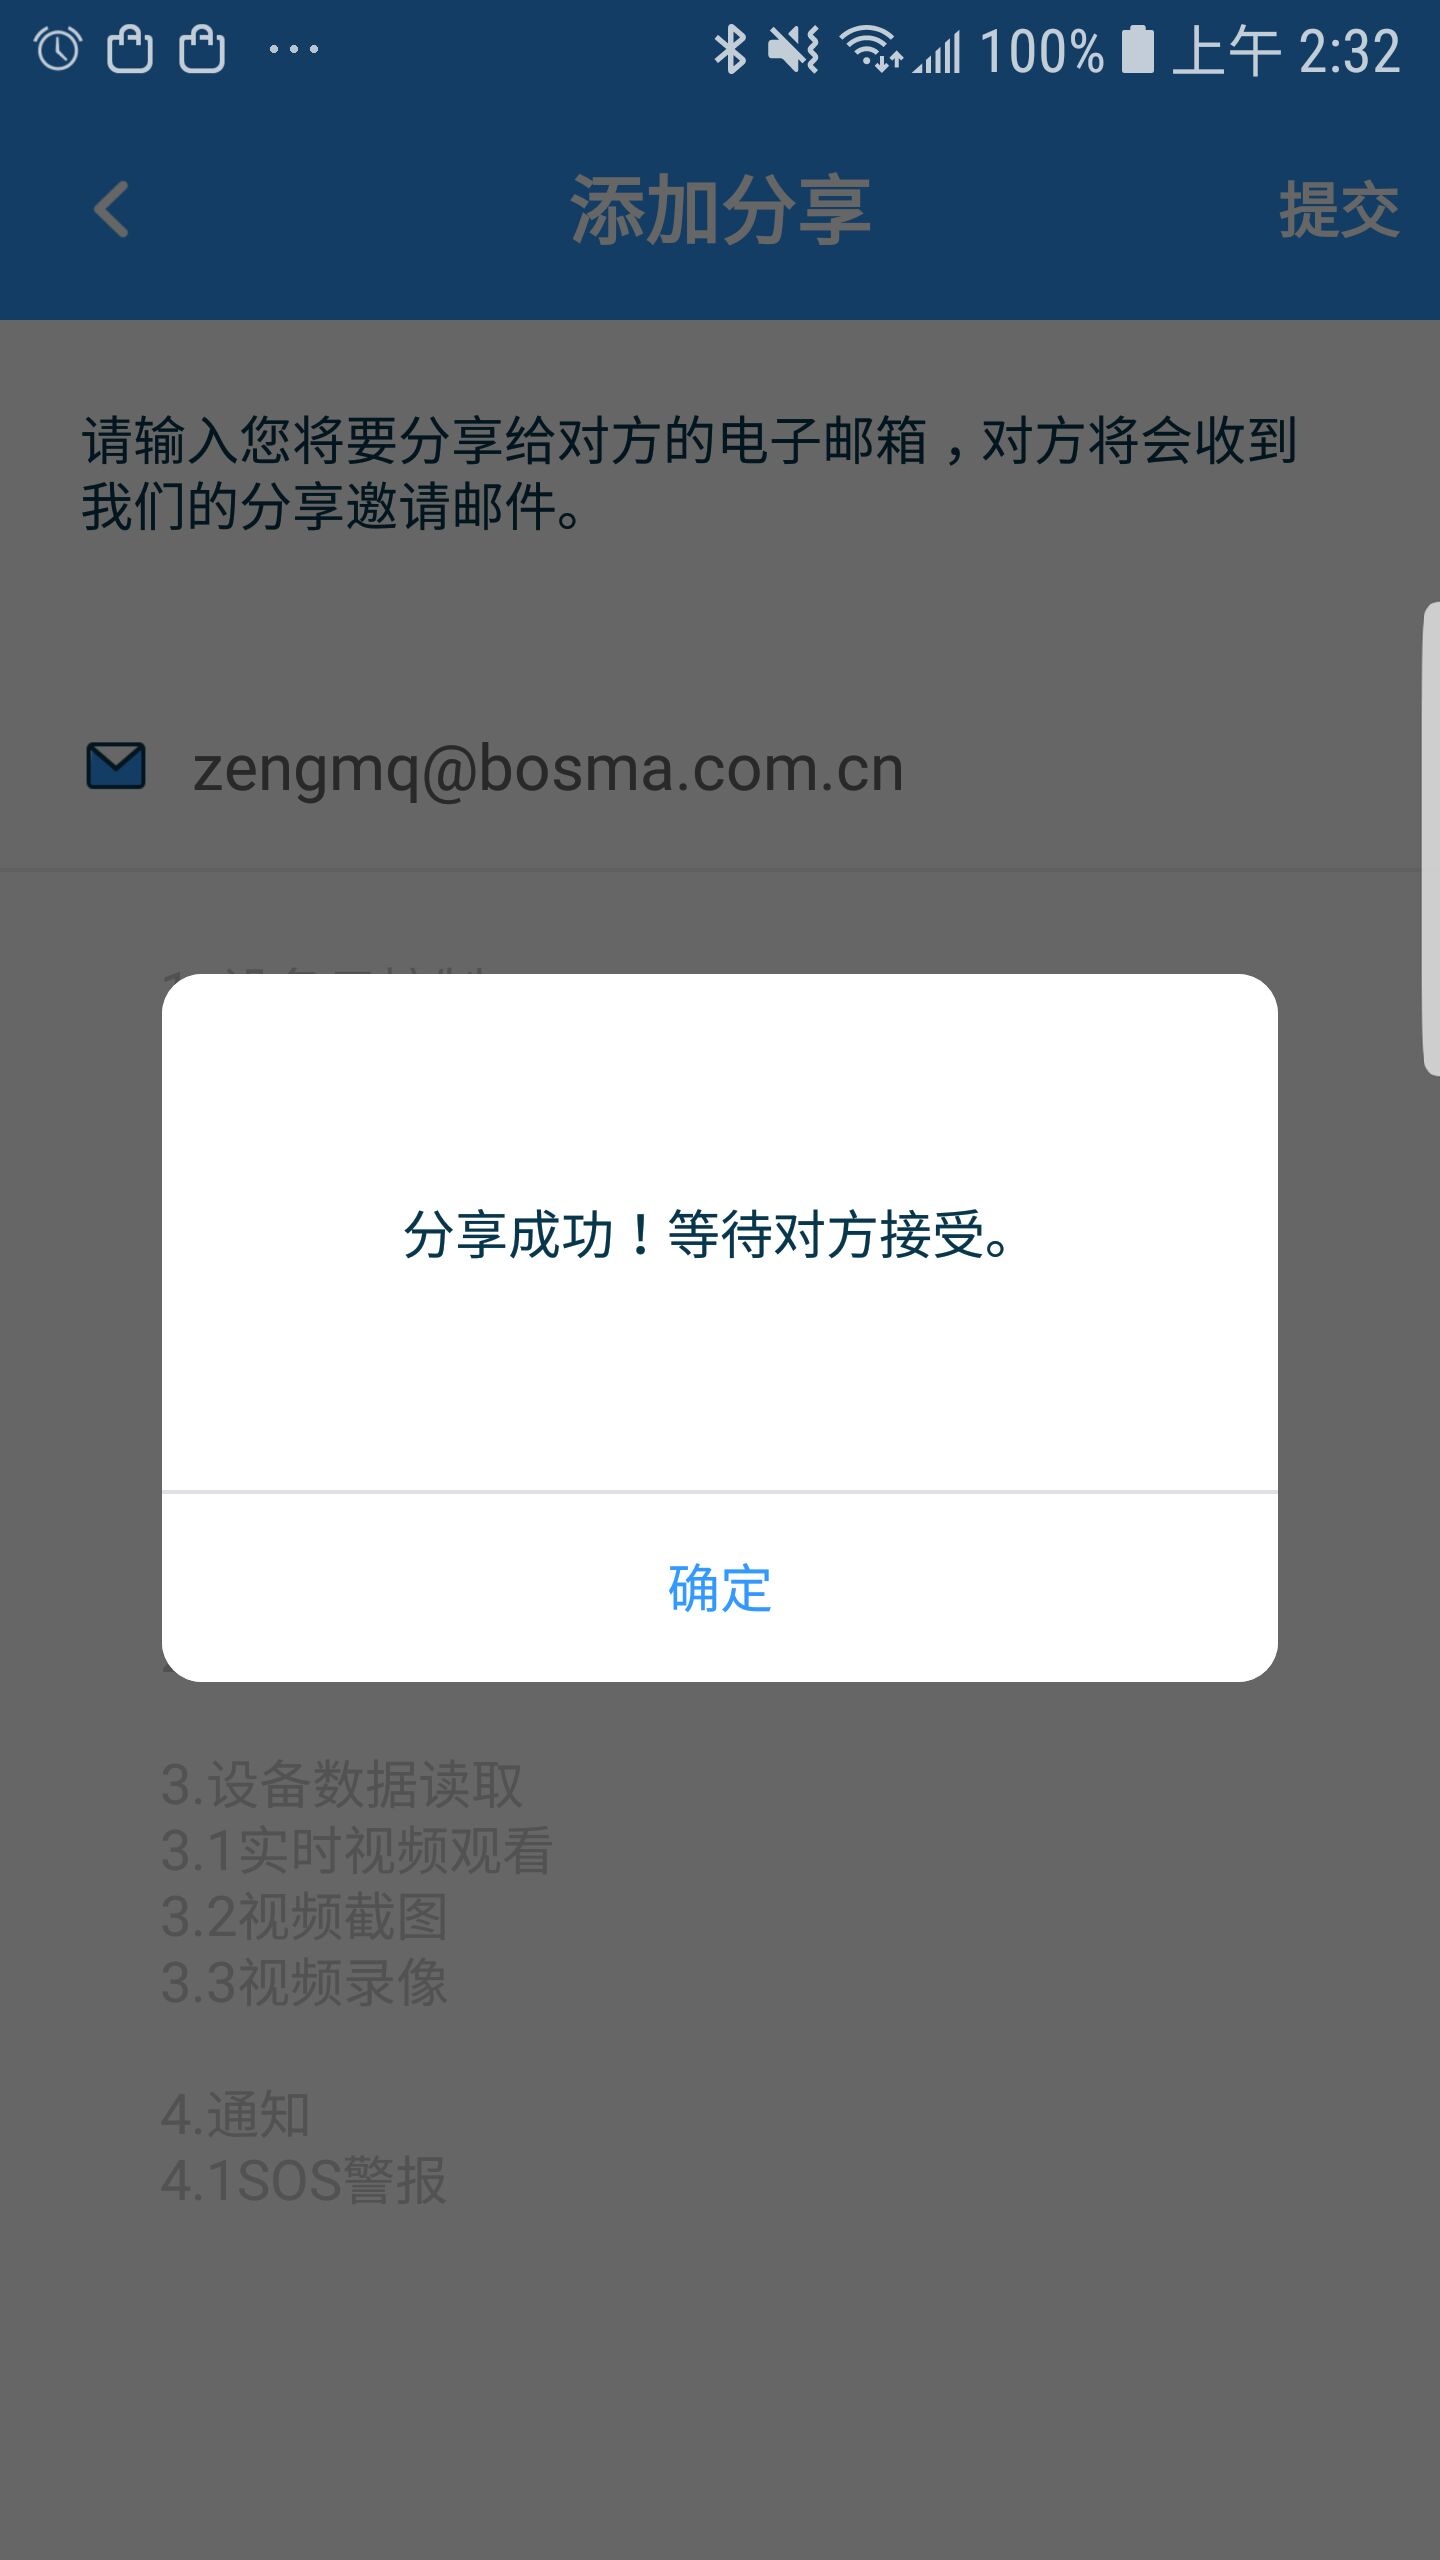 100% 上午 2:32
添加分享
提交
请输入您将要分享给对方的电子邮箱，对方将会收到
我们的分享邀请邮件。
zengmq@bosma.com.cn
分享成功！等待对方接受。
确定
3.设备数据读取
3.1实时视频观看
3.2视频截图
3.3视频录像
4.通知
4.1SOS警报